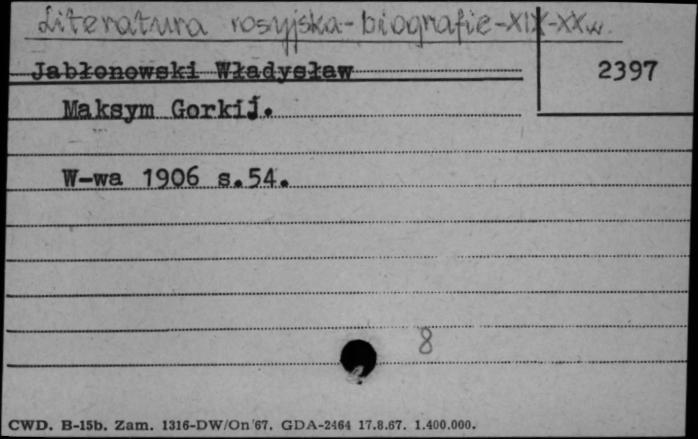 Literatura rosyjska-biografie-XIX-XXw.
Jabłonowski Władysław
2397
Maksym Gorkij.
W-wa 1906 s.54.
8
CWD. B-15b. Zam. 1316-DW/On 67. GDA-2464 17.8.67. 1.400.000.